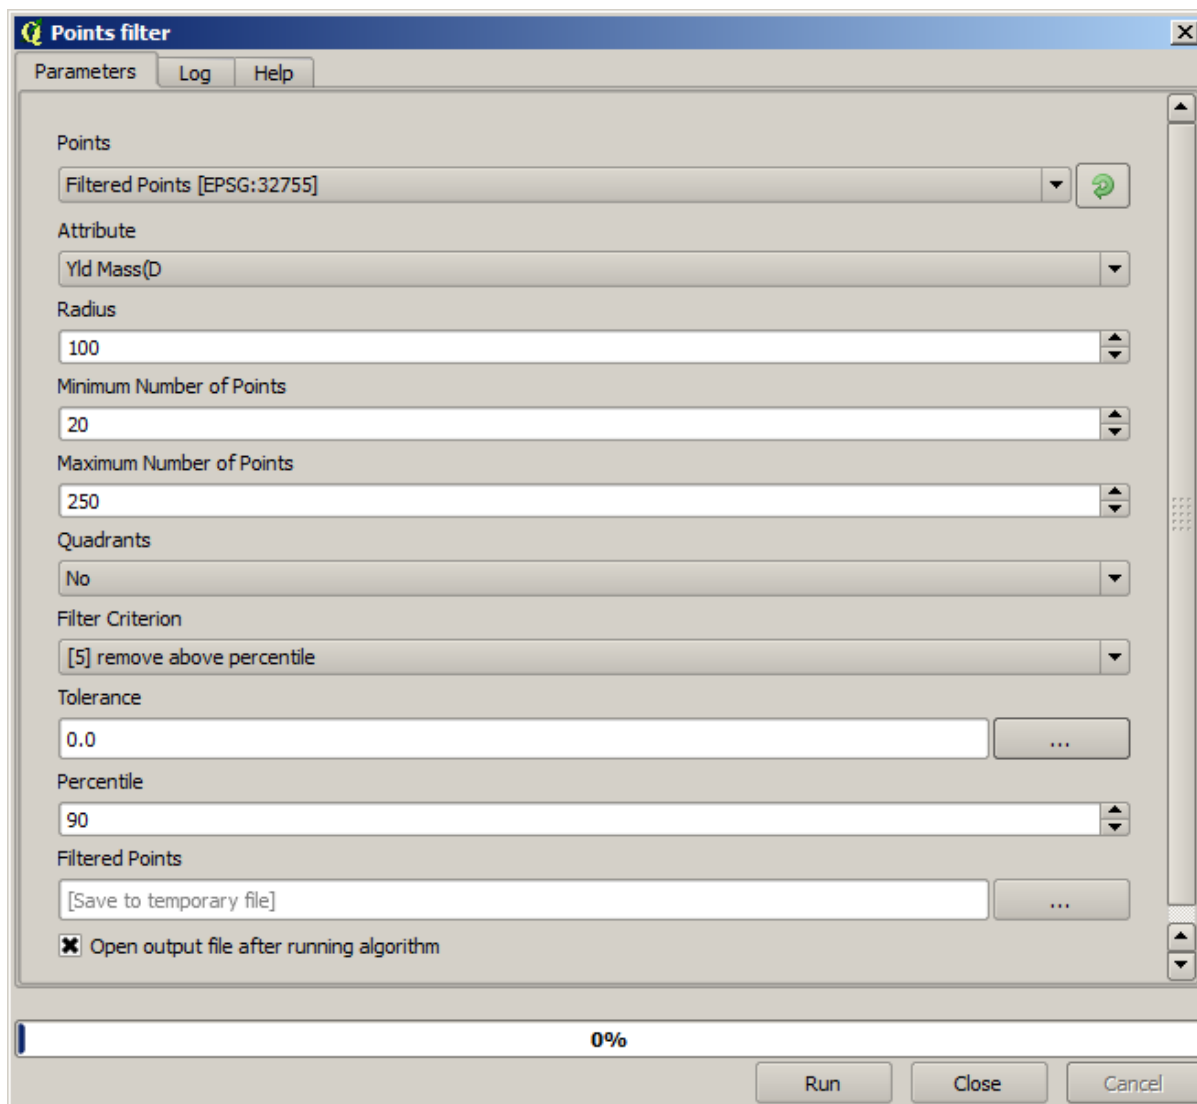 Points filter
Parameters Log Help
Points
Filtered Points [EPSG:32755]
Attribute
Yld Mass(D
Radius
100
Minimum Number of Points
20
Maximum Number of Points
250
Quadrants
No
Filter Criterion
[5] remove above percentile
Tolerance
0.0 ...
Percentile
90
Filtered Points
[Save to temporary file] ...
Open output file after running algorithm
0%
Run Close Cancel